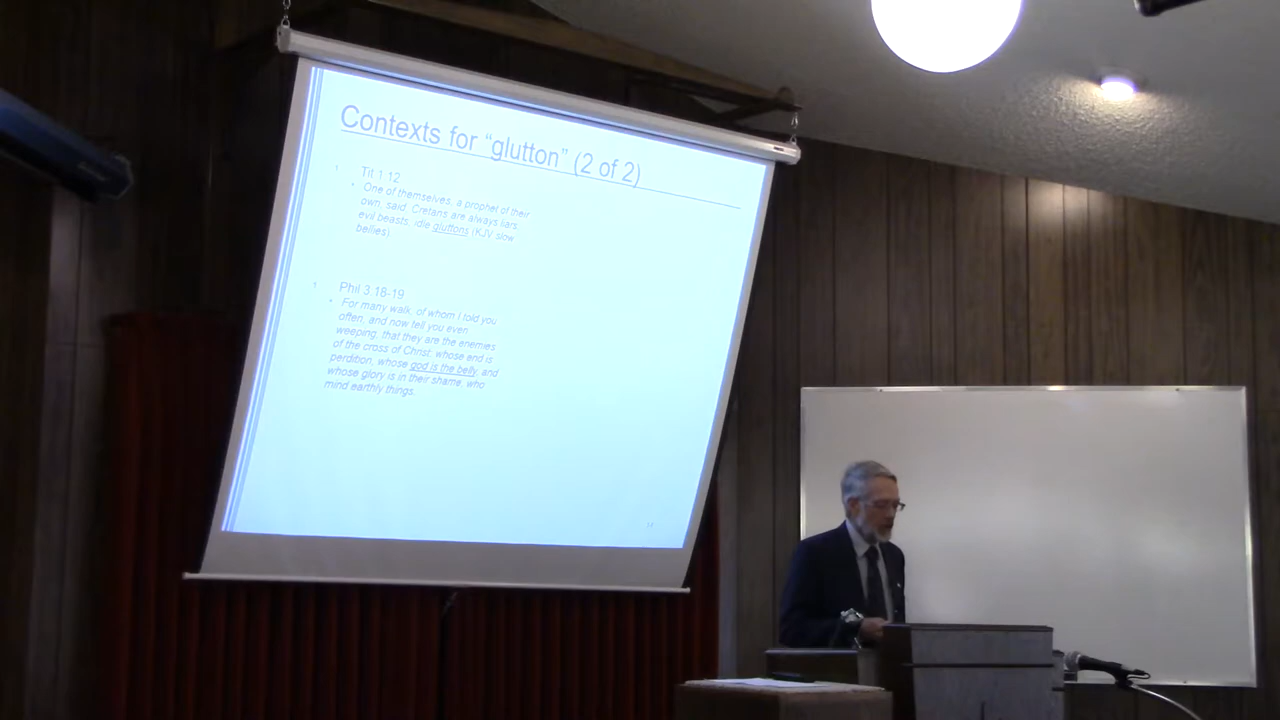 Contexts for "glutton" (2 of 2)
Tit 1 12
One of themselves, a prophet of their
own, said, Cretans are always liars
evil beasts, idle gluttons (KJV slow
bellies).
Phil 3 18-19
For many walk, of whom I told you
often, and now tell you even
weeping, that they are the enemies
of the cross of Christ, whose end is
perdition, whose god is the belly, and
whose glory is in their shame, who
mind earthly things.